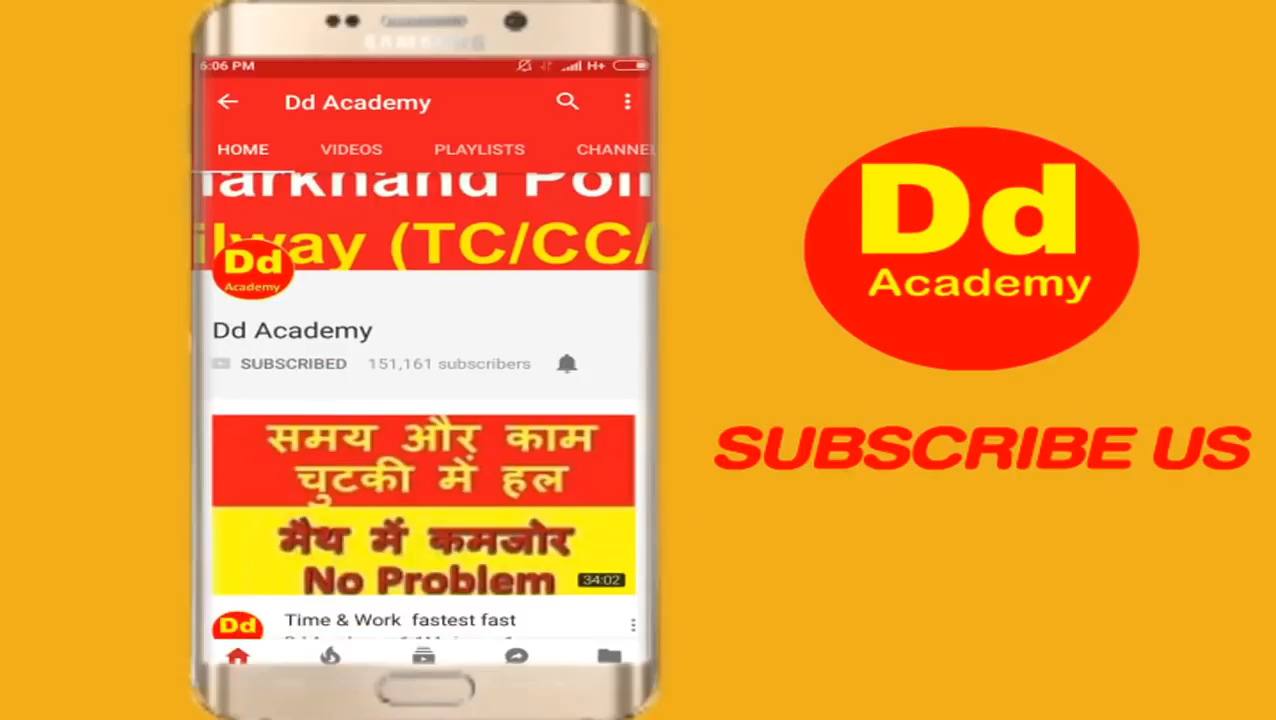 SAMSUNG
6:06 PM
H+
Dd Academy
HOME VIDEOS PLAYLISTS CHANNEL
arkhand Poli
ilway (TC/CC/
Dd
Academy
Dd Academy
SUBSCRIBED 151,161 subscribers
समय और काम
चुटकी में हल
मैथ में कमजोर
No Problem
34:02
Dd
Time & Work fastest fast
Dd
Academy
SUBSCRIBE US